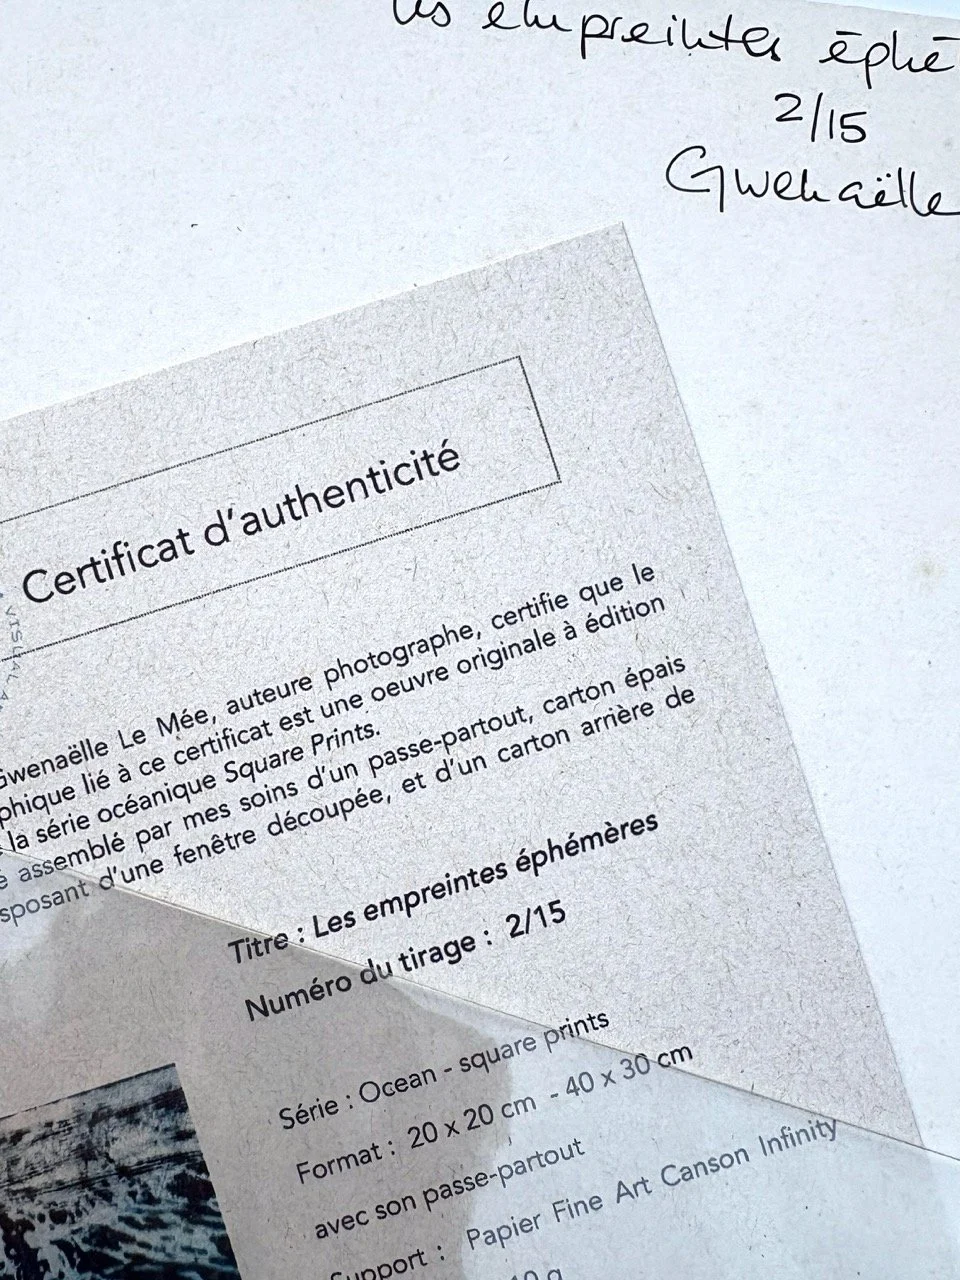 Les empreintes éphé
2/15
Gwenaëlle
Certificat d'authenticité
Gwenaëlle Le Mée, auteure photographe, certifie que le
phique lié à ce certificat est une oeuvre originale à édition
la série océanique Square Prints.
é assemblé par mes soins d'un passe-partout, carton épais
sposant d'une fenêtre découpée, et d'un carton arrière de
Titre : Les empreintes éphémères
Numéro du tirage : 2/15
Série : Ocean - square prints
Format : 20 x 20 cm - 40 x 30 cm
avec son passe-partout
Support : Papier Fine Art Canson Infinity